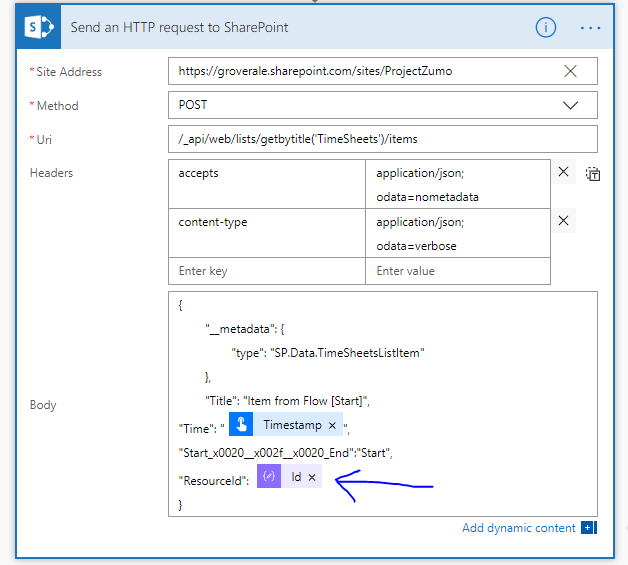 Send an HTTP request to SharePoint
* Site Address
https://groverale.sharepoint.com/sites/ProjectZumo
* Method
POST
* Uri
/_api/web/lists/getbytitle('TimeSheets')/items
Headers
accepts
application/json;
odata=nometadata
content-type
application/json;
odata=verbose
Enter key
Enter value
Body
{
"__metadata": {
"type": "SP.Data.TimeSheetsListItem"
},
"Title": "Item from Flow [Start]",
"Time": " Timestamp ",
"Start_x0020__x002f__x0020_End":"Start",
"ResourceId": Id
}
Add dynamic content